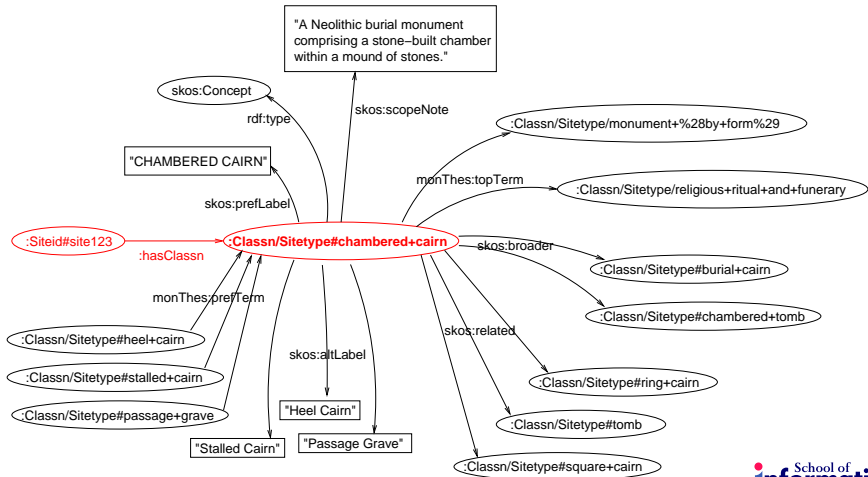 "A Neolithic burial monument
comprising a stone−built chamber
within a mound of stones."
skos:Concept
skos:scopeNote
rdf:type
:Classn/Sitetype/monument+%28by+form%29
"CHAMBERED CAIRN"
monThes:topTerm
:Classn/Sitetype/religious+ritual+and+funerary
skos:prefLabel
:Siteid#site123
:hasClassn
:Classn/Sitetype#chambered+cairn
skos:broader
:Classn/Sitetype#burial+cairn
monThes:prefTerm
:Classn/Sitetype#chambered+tomb
:Classn/Sitetype#heel+cairn
skos:altLabel
skos:related
:Classn/Sitetype#stalled+cairn
:Classn/Sitetype#ring+cairn
:Classn/Sitetype#passage+grave
"Heel Cairn"
:Classn/Sitetype#tomb
"Stalled Cairn"
"Passage Grave"
:Classn/Sitetype#square+cairn
School of